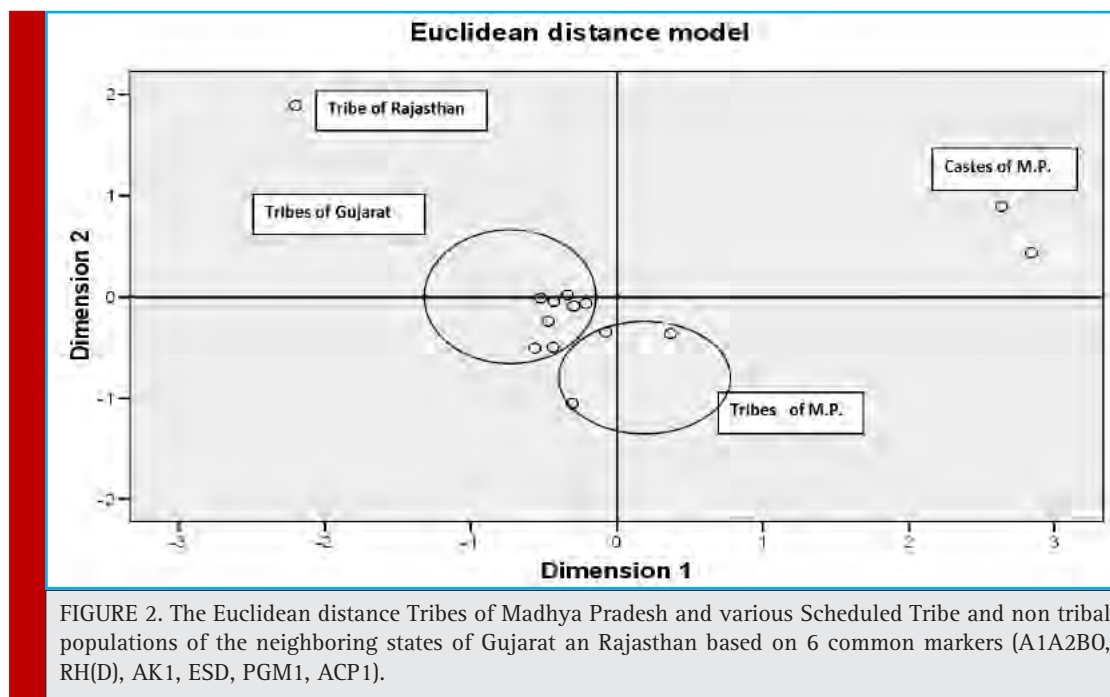 Euclidean distance model
Dimension 2
2
1
0
-1
Tribe of Rajasthan
Castes of M.P.
Tribes of Gujarat
Tribes of M.P.
-1
0
1
2
3
Dimension 1
FIGURE 2. The Euclidean distance Tribes of Madhya Pradesh and various Scheduled Tribe and non tribal
populations of the neighboring states of Gujarat an Rajasthan based on 6 common markers (A1A2BO,
RH(D), AK1, ESD, PGM1, ACP1).